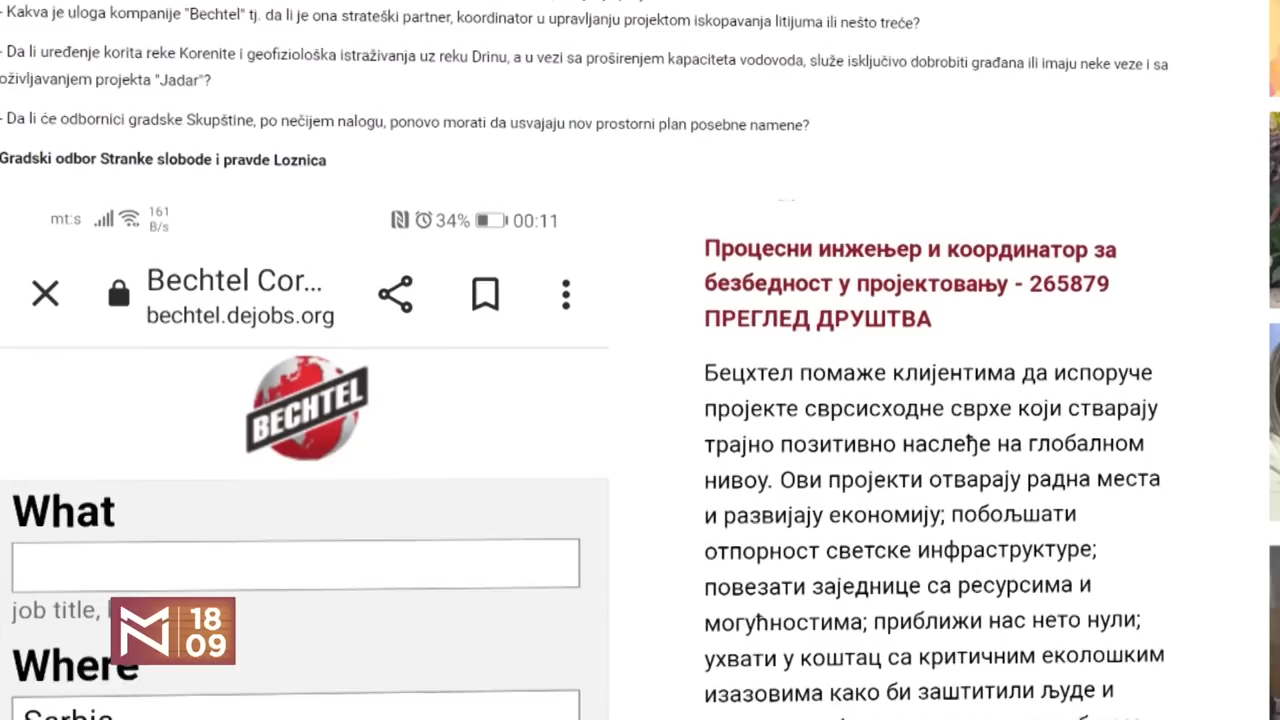 - Kakva je uloga kompanije "Bechtel" tj. da li je ona strateški partner, koordinator u upravljanju projektom iskopavanja litijuma ili nešto treće?
- Da li uređenje korita reke Korenite i geofiziološka istraživanja uz reku Drinu, a u vezi sa proširenjem kapaciteta vodovoda, služe isključivo dobrobiti građana ili imaju neke veze i sa
oživljavanjem projekta "Jadar"?
- Da li će odbornici gradske Skupštine, po nečijem nalogu, ponovo morati da usvajaju nov prostorni plan posebne namene?
Gradski odbor Stranke slobode i pravde Loznica
mt:s 161 B/s 34% 00:11
Bechtel Cor...
bechtel.dejobs.org
BECHTEL
What
job title,
Where
Serbia
Процесни инжењер и координатор за
безбедност у пројектовању - 265879
ПРЕГЛЕД ДРУШТВА
Бецхтел помаже клијентима да испоруче
пројекте сврсисходне сврхе који стварају
трајно позитивно наслеђе на глобалном
нивоу. Ови пројекти отварају радна места
и развијају економију; побољшати
отпорност светске инфраструктуре;
повезати заједнице са ресурсима и
могућностима; приближи нас нето нули;
ухвати у коштац са критичним еколошким
изазовима како би заштитили људе и
N 18
09